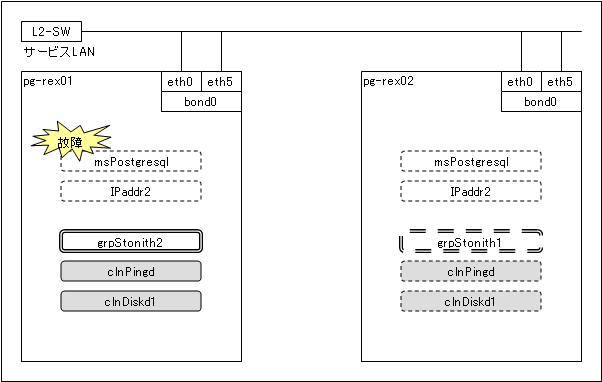 L2-SW
サービスLAN
pg-rex01
eth0
eth5
bond0
故障
msPostgresql
IPaddr2
grpStonith2
clnPingd
clnDiskd1
pg-rex02
eth0
eth5
bond0
msPostgresql
IPaddr2
grpStonith1
clnPingd
clnDiskd1